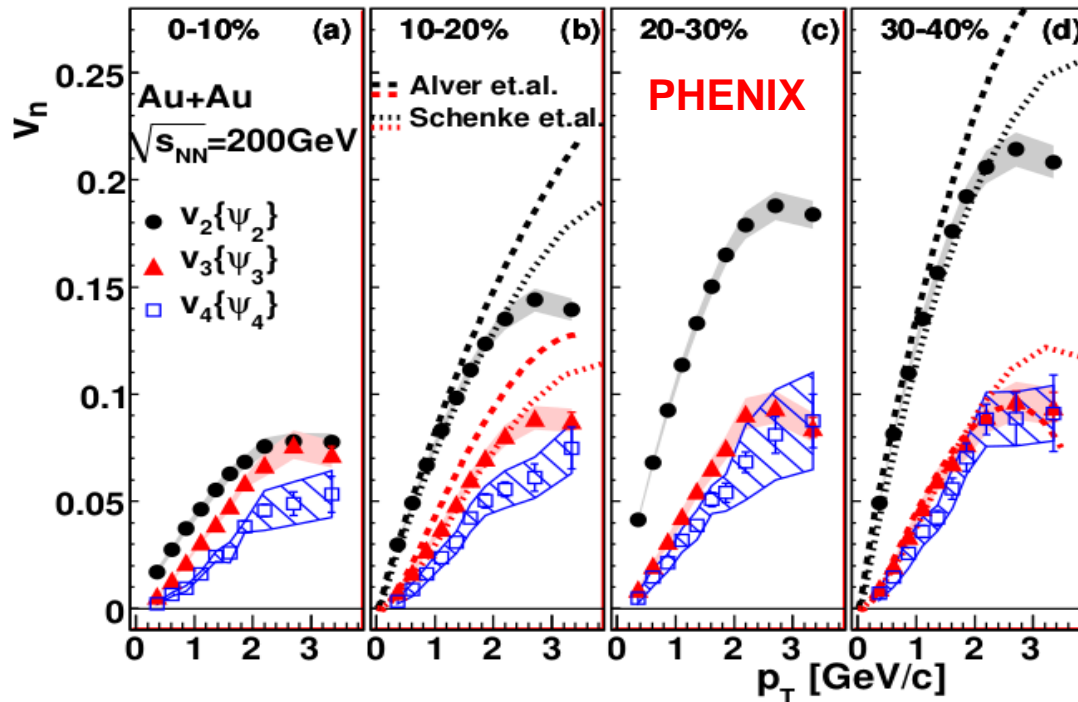 0-10% (a)
10-20% (b)
20-30% (c)
30-40% (d)
0.25
0.2
0.15
0.1
0.05
0
v_n
Au+Au
√s_NN=200GeV
v_2{ψ_2}
v_3{ψ_3}
v_4{ψ_4}
Alver et.al.
Schenke et.al.
PHENIX
0 1 2 3 0 1 2 3 0 1 2 3 0 1 2 3
p_T [GeV/c]